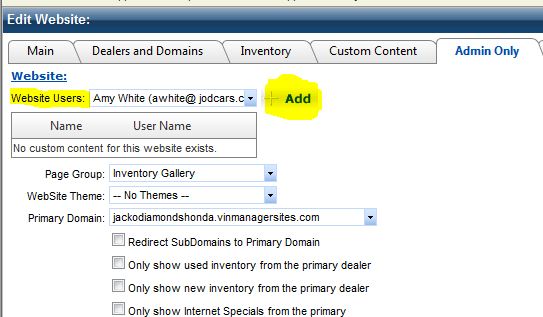 Edit Website:
Main Dealers and Domains Inventory Custom Content Admin Only
Website:
Website Users: Amy White (awhite@ jodcars.c Add
Name User Name
No custom content for this website exists.
Page Group: Inventory Gallery
WebSite Theme: -- No Themes --
Primary Domain: jackodiamondshonda.vinmanagersites.com
Redirect SubDomains to Primary Domain
Only show used inventory from the primary dealer
Only show new inventory from the primary dealer
Only show Internet Specials from the primary